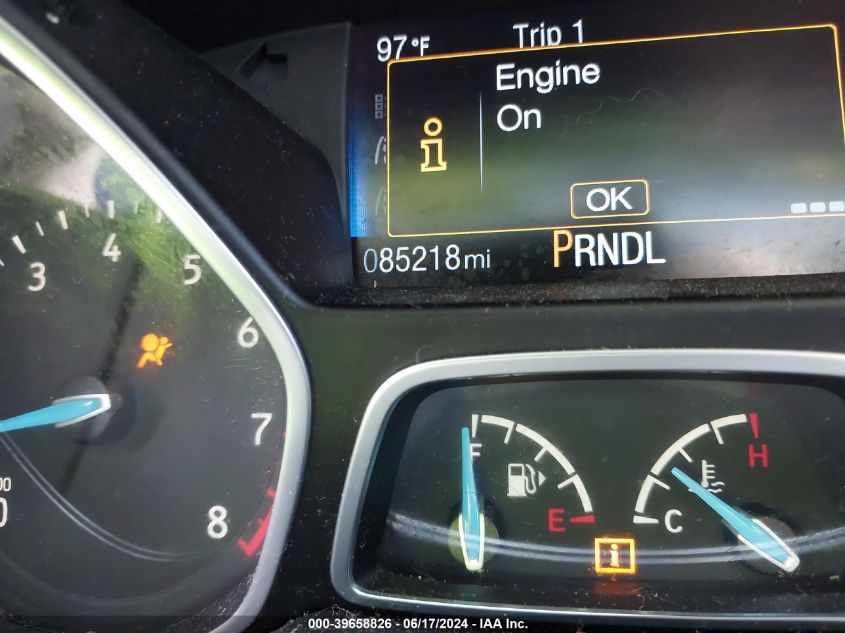 97°F Trip 1
Engine
On
i
OK
085218mi PRNDL
3 4 5 6 7 8
F E
C H
i
000-39658826 / 06/17/2024 - IAA Inc.